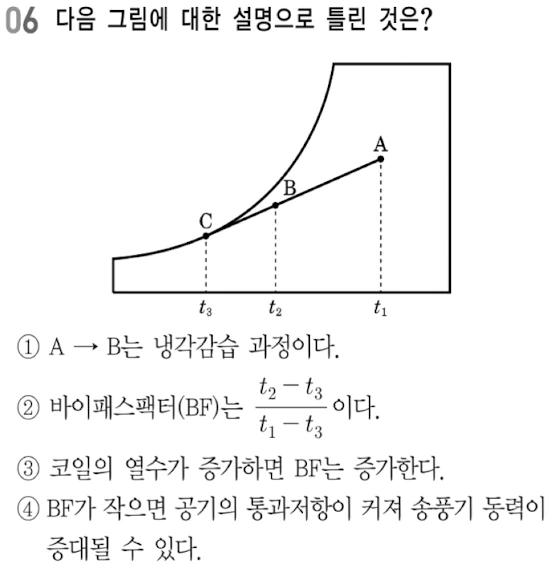 06 다음 그림에 대한 설명으로 틀린 것은?
A
B
C
t₃ t₂ t₁
① A → B는 냉각감습 과정이다.
② 바이패스팩터(BF)는 (t₂ − t₃)/(t₁ − t₃) 이다.
③ 코일의 열수가 증가하면 BF는 증가한다.
④ BF가 작으면 공기의 통과저항이 커져 송풍기 동력이
증대될 수 있다.